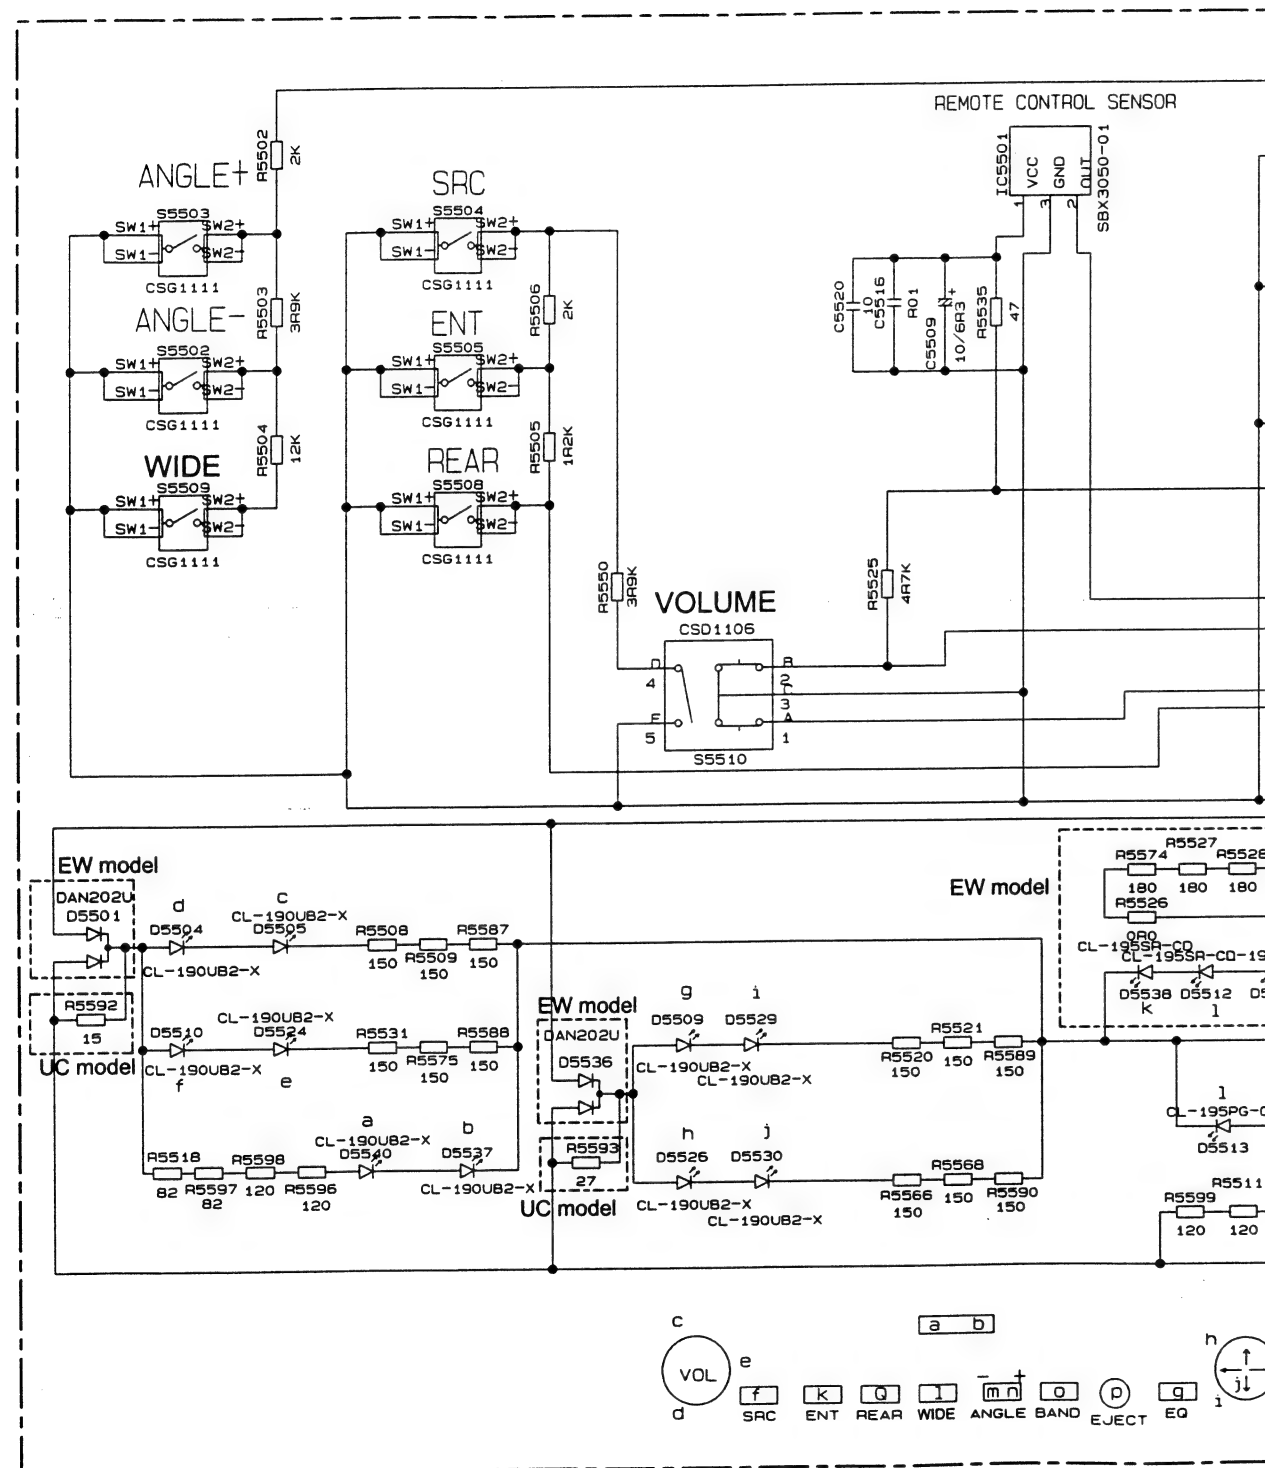 REMOTE CONTROL SENSOR
IC5501
VCC
GND
OUT
1
3
2
SBX3050-01
R5502
2K
ANGLE+
S5503
SW1+
SW2+
SW1-
SW2-
CSG1111
SRC
S5504
SW1+
SW2+
SW1-
SW2-
CSG1111
R5503
3R9K
R5506
2K
C5520
10
C5516
R01
C5509
10/6R3
+
R5535
47
ANGLE-
S5502
SW1+
SW2+
SW1-
SW2-
CSG1111
ENT
S5505
SW1+
SW2+
SW1-
SW2-
CSG1111
R5504
12K
R5505
1R2K
WIDE
S5509
SW1+
SW2+
SW1-
SW2-
CSG1111
REAR
S5508
SW1+
SW2+
SW1-
SW2-
CSG1111
R5550
3R9K
R5525
4R7K
VOLUME
CSD1106
D
4
B
2
C
3
E
5
A
1
S5510
EW model
DAN202U
D5501
d
D5504
CL-190UB2-X
c
CL-190UB2-X
D5505
R5508
150
R5509
150
R5587
150
R5592
15
UC model
D5510
CL-190UB2-X
f
CL-190UB2-X
D5524
e
R5531
150
R5575
150
R5588
150
a
CL-190UB2-X
D5540
b
D5537
CL-190UB2-X
R5518
82
R5597
82
R5598
120
R5596
120
EW model
DAN202U
D5536
R5593
27
UC model
g
D5509
CL-190UB2-X
i
D5529
CL-190UB2-X
R5520
150
R5521
150
R5589
150
h
D5526
CL-190UB2-X
j
D5530
CL-190UB2-X
R5566
150
R5568
150
R5590
150
EW model
R5574
180
R5527
180
R5528
180
R5526
0R0
CL-195SR-CD
CL-195SR-CD
D5538
k
D5512
l
l
D5513
R5599
120
R5511
120
c
VOL
e
d
a b
f
SRC
k
ENT
Q
REAR
l
WIDE
- +
m n
ANGLE
o
BAND
p
EJECT
g
EQ
h
j
i